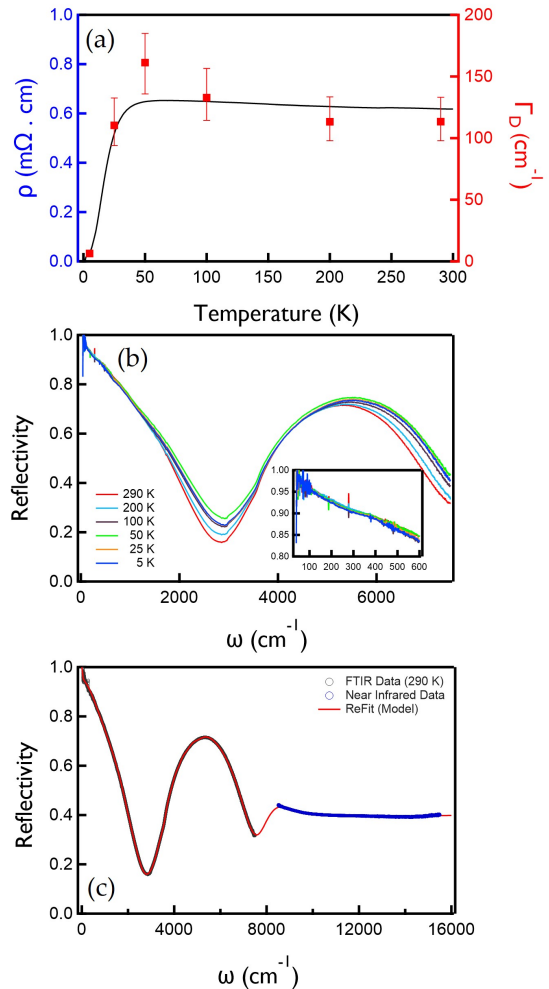 (a)
1.0
0.8
0.6
0.4
0.2
0.0
ρ (mΩ . cm)
200
150
100
50
0
Γ_D (cm⁻¹)
0 50 100 150 200 250 300
Temperature (K)
(b)
1.0
0.8
0.6
0.4
0.2
0.0
Reflectivity
290 K
200 K
100 K
50 K
25 K
5 K
1.00
0.95
0.90
0.85
0.80
100 200 300 400 500 600
0 2000 4000 6000
ω (cm⁻¹)
1.0
0.8
0.6
0.4
0.2
0.0
Reflectivity
FTIR Data (290 K)
Near Infrared Data
ReFit (Model)
(c)
0 4000 8000 12000 16000
ω (cm⁻¹)